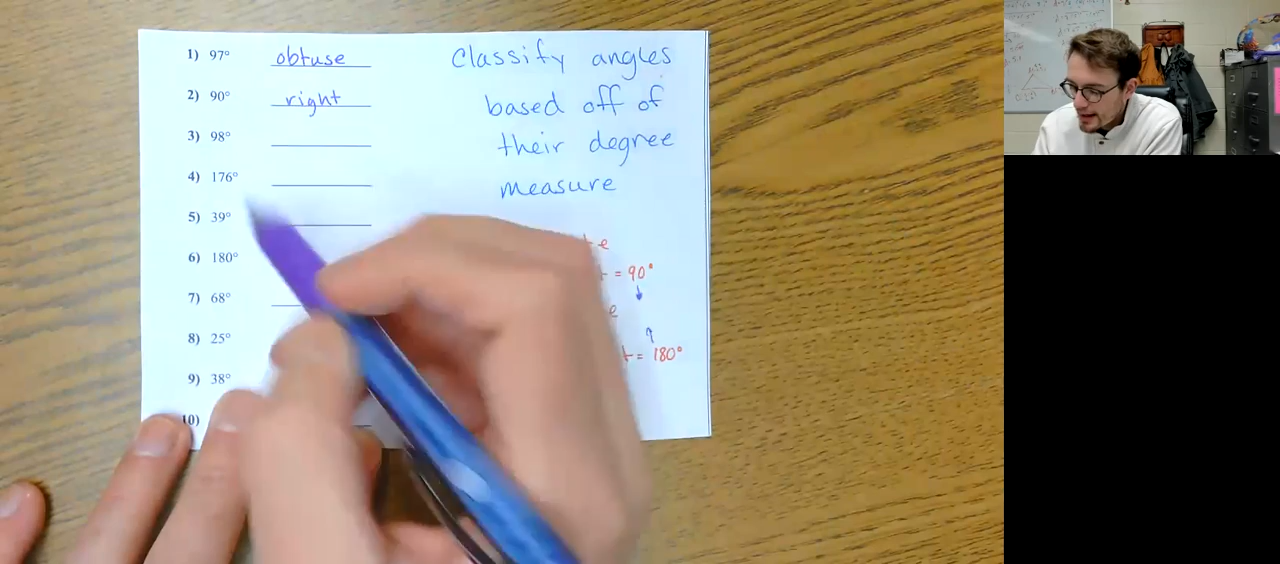 1) 97° obtuse
2) 90° right
3) 98°
4) 176°
5) 39°
6) 180°
7) 68°
8) 25°
9) 38°
10)
Classify angles
based off of
their degree
measure
= 90°
= 180°